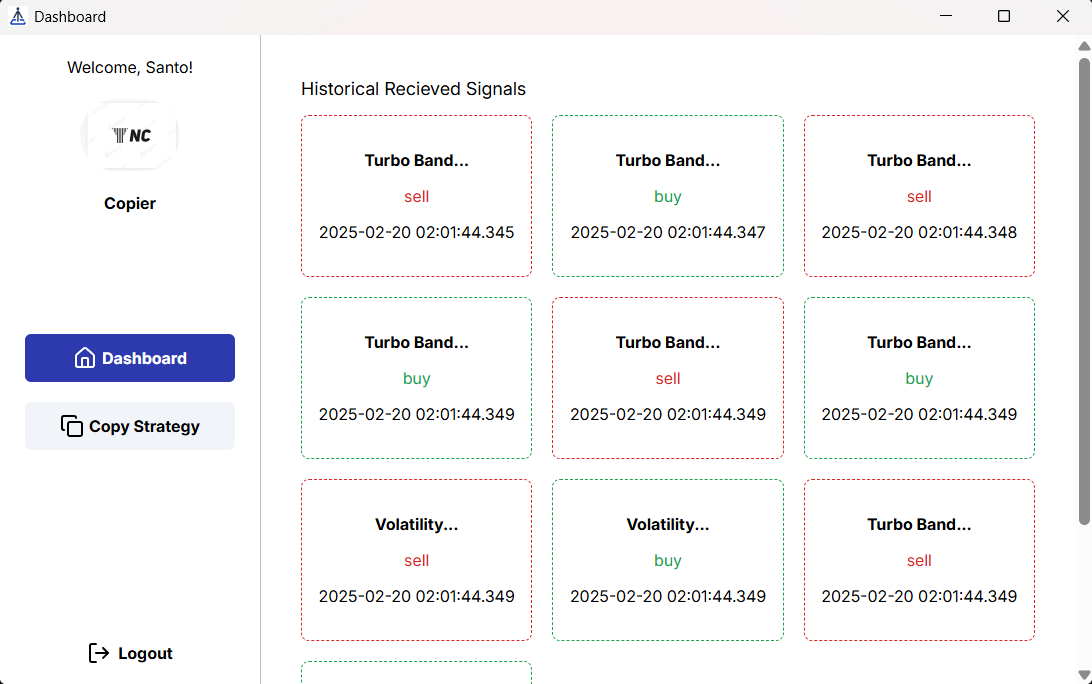 Dashboard
Welcome, Santo!
NC
Copier
Dashboard
Copy Strategy
Logout
Historical Recieved Signals
Turbo Band...
sell
2025-02-20 02:01:44.345
Turbo Band...
buy
2025-02-20 02:01:44.347
Turbo Band...
sell
2025-02-20 02:01:44.348
Turbo Band...
buy
2025-02-20 02:01:44.349
Turbo Band...
sell
2025-02-20 02:01:44.349
Turbo Band...
buy
2025-02-20 02:01:44.349
Volatility...
sell
2025-02-20 02:01:44.349
Volatility...
buy
2025-02-20 02:01:44.349
Turbo Band...
sell
2025-02-20 02:01:44.349